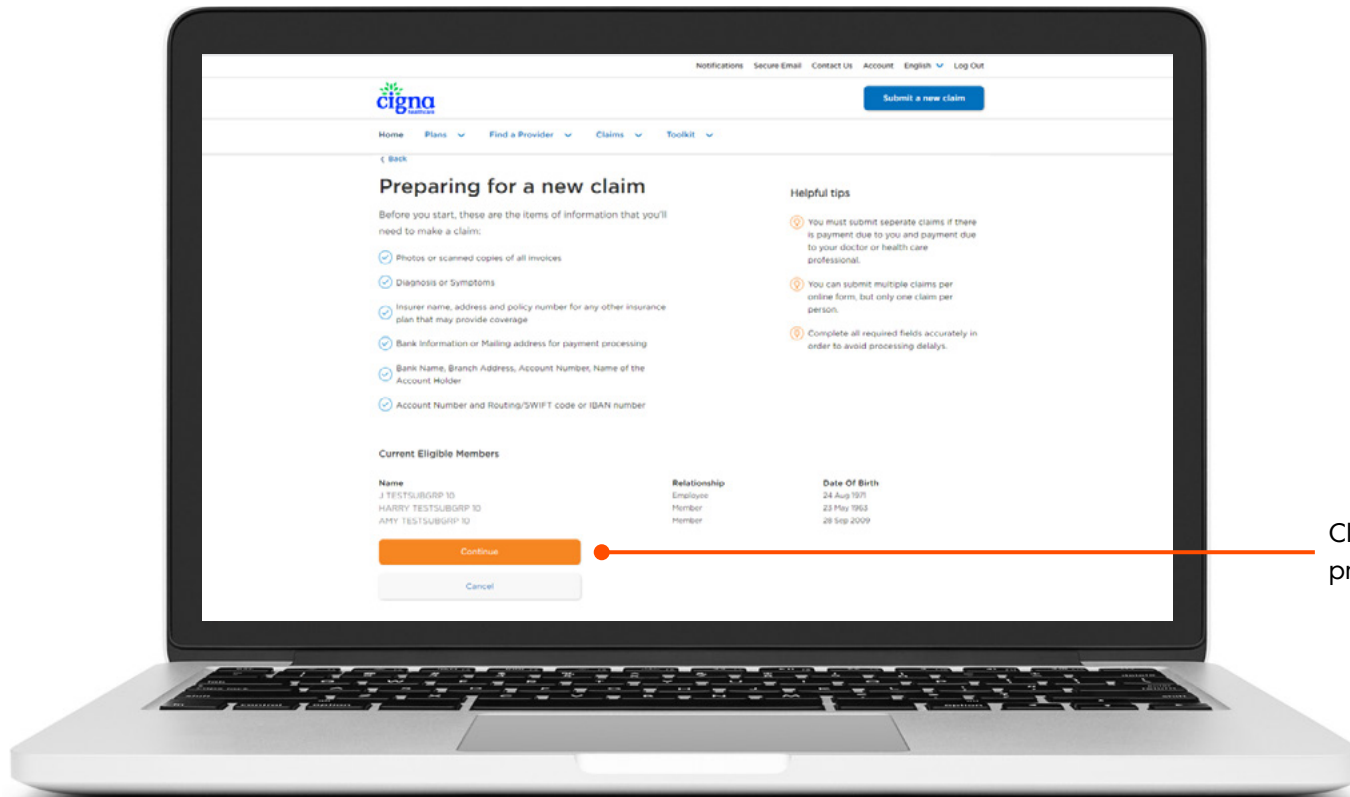 Notifications Secure Email Contact Us Account English Log Out
cigna
healthcare
Submit a new claim
Home Plans Find a Provider Claims Toolkit
Back
Preparing for a new claim
Before you start, these are the items of information that you'll
need to make a claim:
Photos or scanned copies of all invoices
Diagnosis or Symptoms
Insurer name, address and policy number for any other insurance
plan that may provide coverage
Bank Information or Mailing address for payment processing
Bank Name, Branch Address, Account Number, Name of the
Account Holder
Account Number and Routing/SWIFT code or IBAN number
Helpful tips
You must submit seperate claims if there
is payment due to you and payment due
to your doctor or health care
professional.
You can submit multiple claims per
online form, but only one claim per
person.
Complete all required fields accurately in
order to avoid processing delalys.
Current Eligible Members
Name Relationship Date Of Birth
J TESTSUBGRP 10 Employee 24 Aug 1971
HARRY TESTSUBGRP 10 Member 23 May 1963
AMY TESTSUBGRP 10 Member 28 Sep 2009
Continue
Cancel